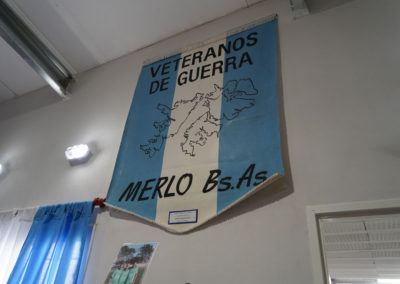 VETERANOS
DE GUERRA
MERLO Bs.As